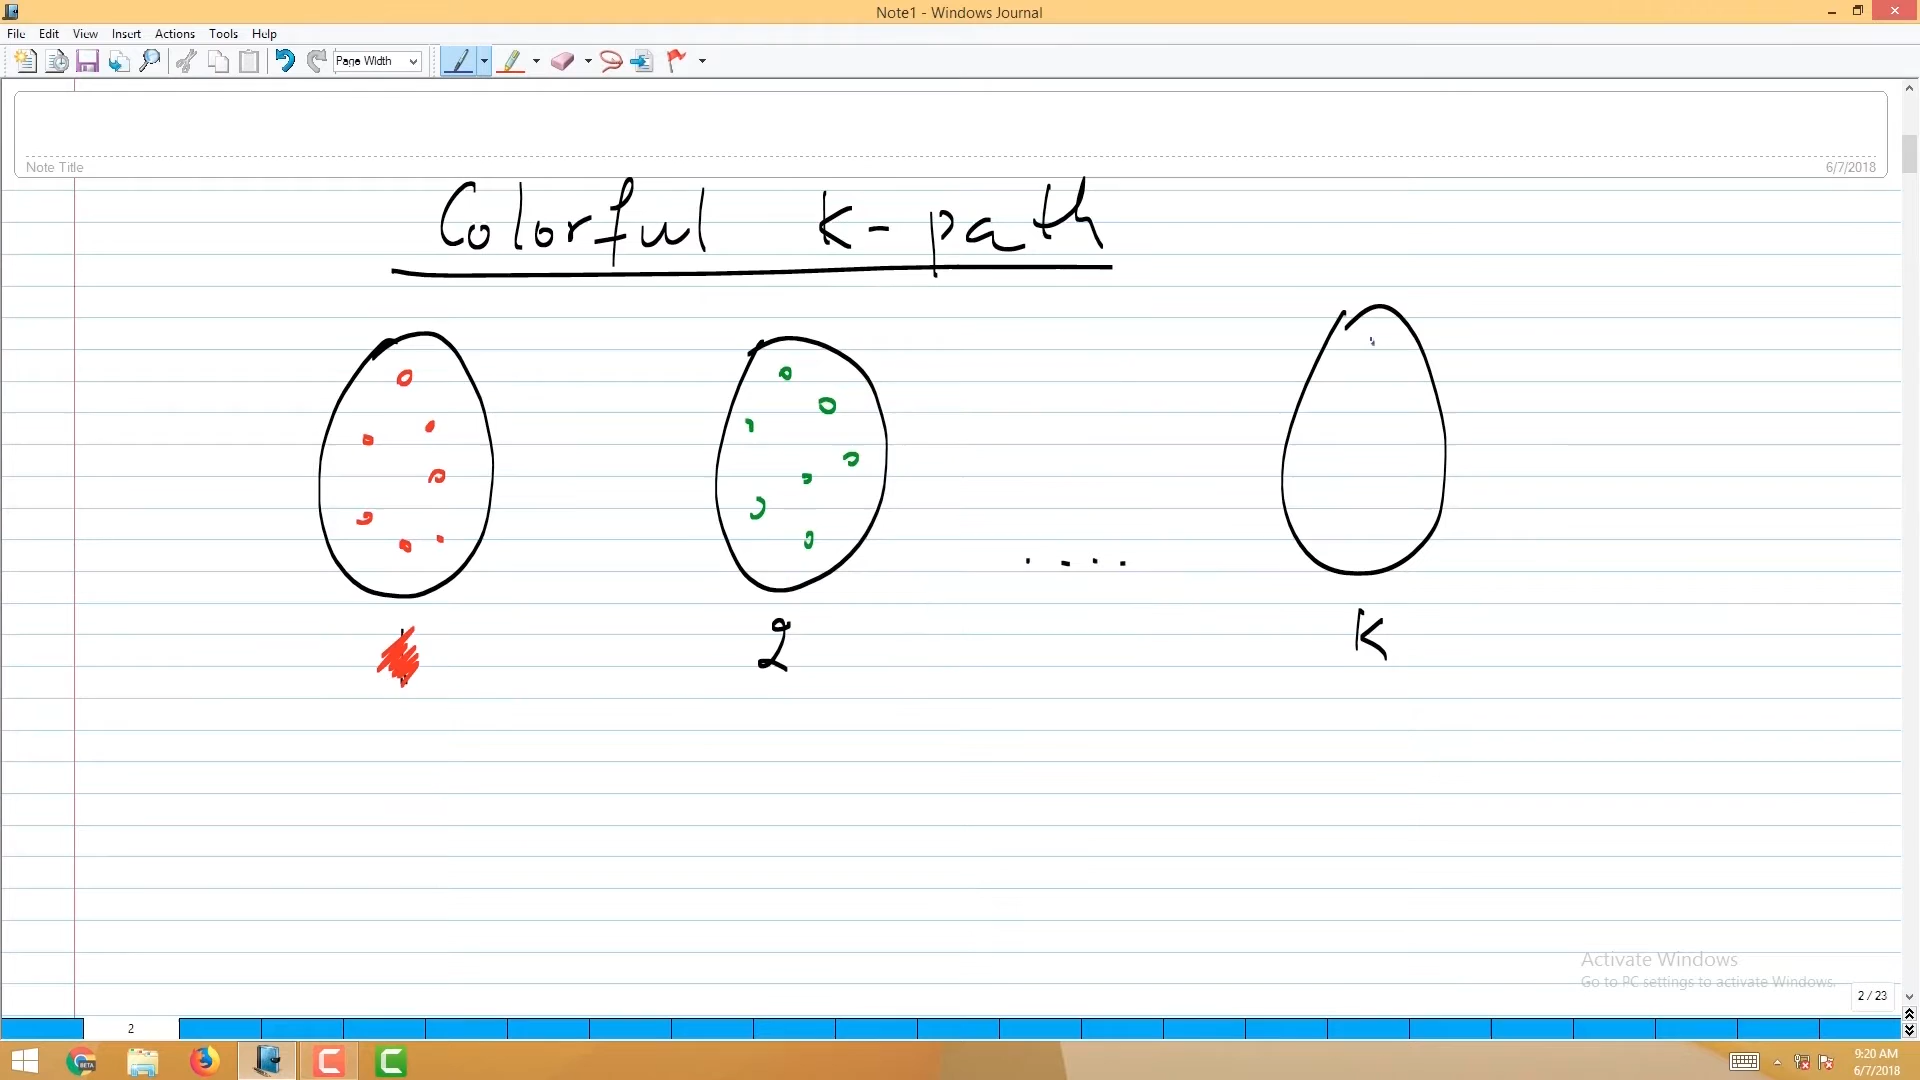 Note1 - Windows Journal
File Edit View Insert Actions Tools Help
Page Width
Note Title
6/7/2018
Colorful k-path
2
....
K
Activate Windows
Go to PC settings to activate Windows.
2 / 23
2
BETA
9:20 AM
6/7/2018